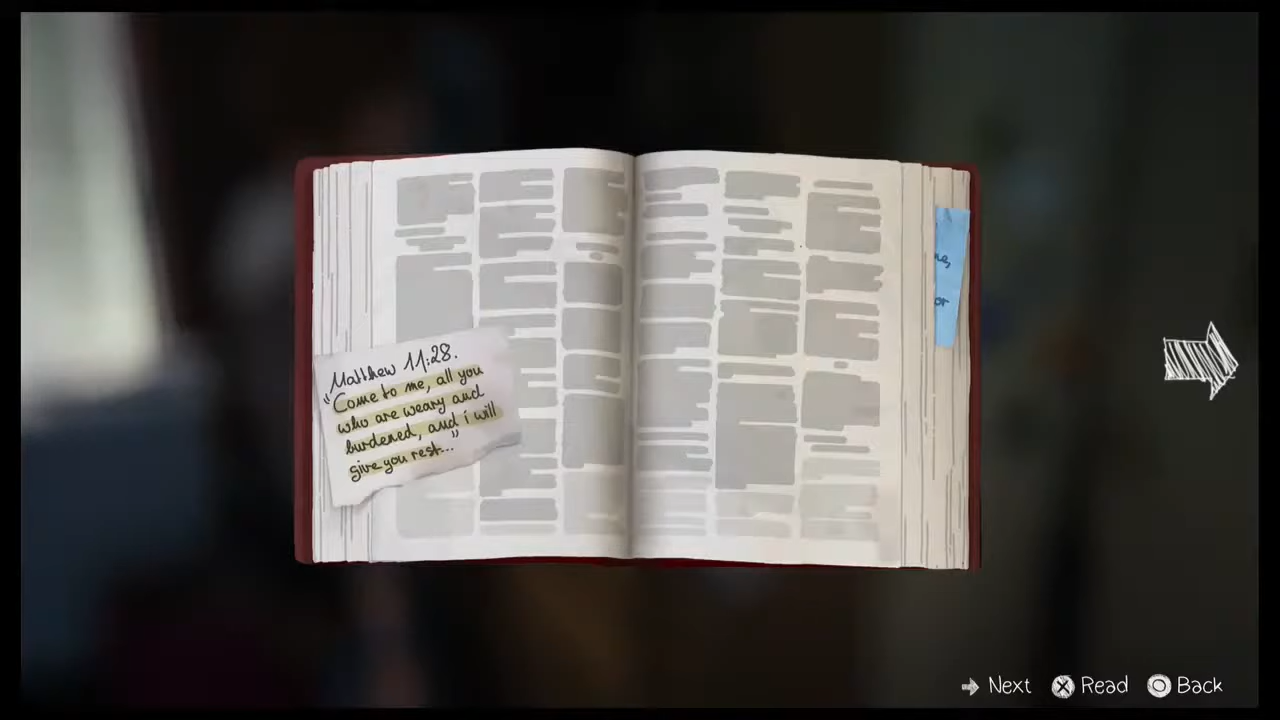 Matthew 11:28.
"Come to me, all you
who are weary and
burdened, and i will
give you rest..."
or
Next
Read
Back